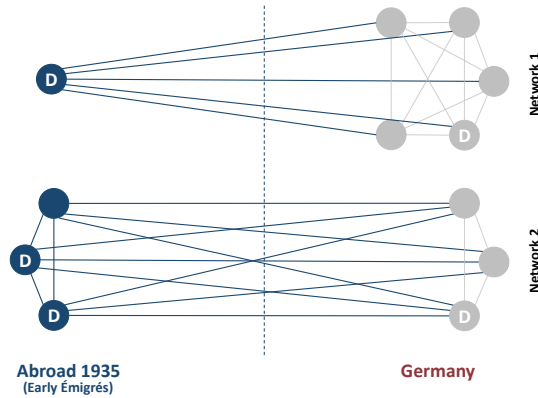 D
D
Network 1
D
D
D
Network 2
Abroad 1935
(Early Émigrés)
Germany